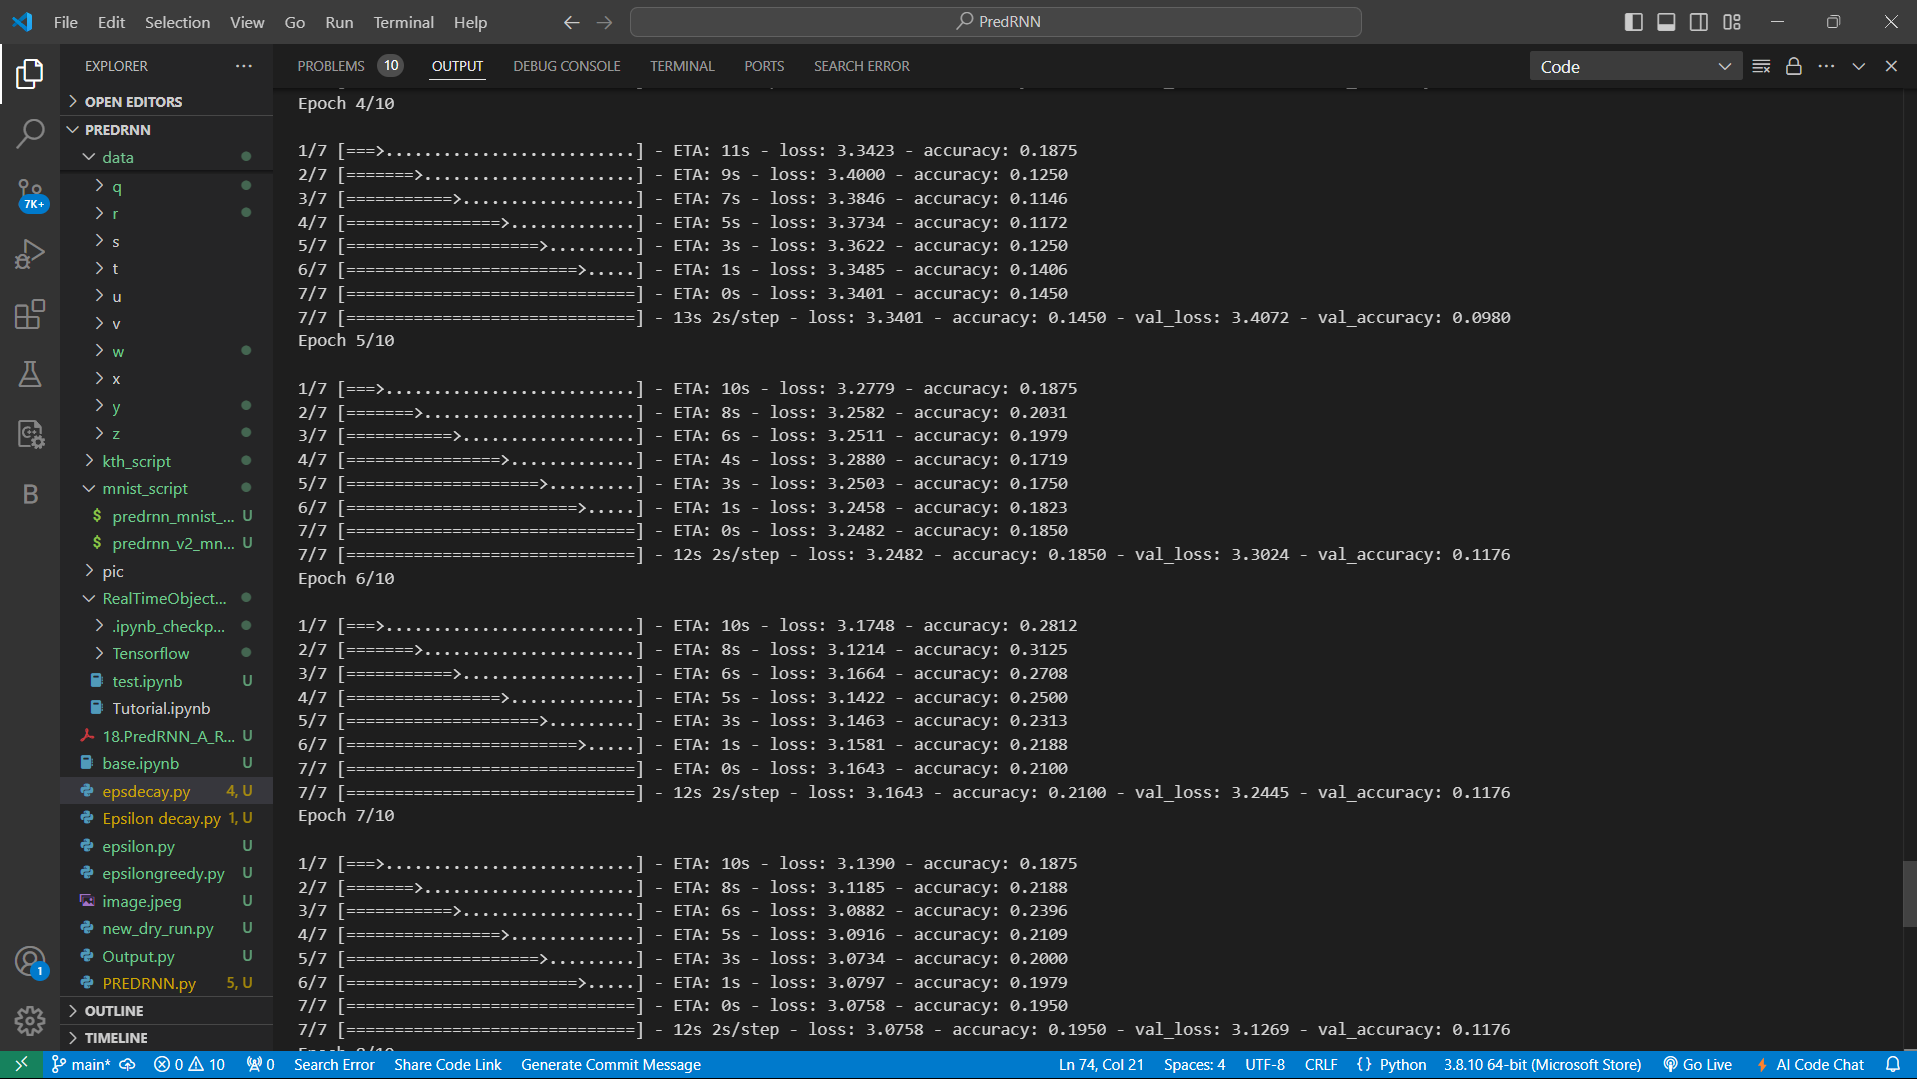 File Edit Selection View Go Run Terminal Help
PredRNN
EXPLORER
OPEN EDITORS
PREDRNN
data
q
r
s
t
u
v
w
x
y
z
kth_script
mnist_script
$ predrnn_mnist_... U
$ predrnn_v2_mn... U
pic
RealTimeObject...
.ipynb_checkp...
Tensorflow
test.ipynb U
Tutorial.ipynb
18.PredRNN_A_R... U
base.ipynb U
epsdecay.py 4, U
Epsilon decay.py 1, U
epsilon.py U
epsilongreedy.py U
image.jpeg U
new_dry_run.py U
Output.py U
PREDRNN.py 5, U
OUTLINE
TIMELINE
7K+
B
1
PROBLEMS 10 OUTPUT DEBUG CONSOLE TERMINAL PORTS SEARCH ERROR
Code
Epoch 4/10
1/7 [===>..........................] - ETA: 11s - loss: 3.3423 - accuracy: 0.1875
2/7 [=======>......................] - ETA: 9s - loss: 3.4000 - accuracy: 0.1250
3/7 [===========>..................] - ETA: 7s - loss: 3.3846 - accuracy: 0.1146
4/7 [================>.............] - ETA: 5s - loss: 3.3734 - accuracy: 0.1172
5/7 [====================>.........] - ETA: 3s - loss: 3.3622 - accuracy: 0.1250
6/7 [========================>.....] - ETA: 1s - loss: 3.3485 - accuracy: 0.1406
7/7 [==============================] - ETA: 0s - loss: 3.3401 - accuracy: 0.1450
7/7 [==============================] - 13s 2s/step - loss: 3.3401 - accuracy: 0.1450 - val_loss: 3.4072 - val_accuracy: 0.0980
Epoch 5/10
1/7 [===>..........................] - ETA: 10s - loss: 3.2779 - accuracy: 0.1875
2/7 [=======>......................] - ETA: 8s - loss: 3.2582 - accuracy: 0.2031
3/7 [===========>..................] - ETA: 6s - loss: 3.2511 - accuracy: 0.1979
4/7 [================>.............] - ETA: 4s - loss: 3.2880 - accuracy: 0.1719
5/7 [====================>.........] - ETA: 3s - loss: 3.2503 - accuracy: 0.1750
6/7 [========================>.....] - ETA: 1s - loss: 3.2458 - accuracy: 0.1823
7/7 [==============================] - ETA: 0s - loss: 3.2482 - accuracy: 0.1850
7/7 [==============================] - 12s 2s/step - loss: 3.2482 - accuracy: 0.1850 - val_loss: 3.3024 - val_accuracy: 0.1176
Epoch 6/10
1/7 [===>..........................] - ETA: 10s - loss: 3.1748 - accuracy: 0.2812
2/7 [=======>......................] - ETA: 8s - loss: 3.1214 - accuracy: 0.3125
3/7 [===========>..................] - ETA: 6s - loss: 3.1664 - accuracy: 0.2708
4/7 [================>.............] - ETA: 5s - loss: 3.1422 - accuracy: 0.2500
5/7 [====================>.........] - ETA: 3s - loss: 3.1463 - accuracy: 0.2313
6/7 [========================>.....] - ETA: 1s - loss: 3.1581 - accuracy: 0.2188
7/7 [==============================] - ETA: 0s - loss: 3.1643 - accuracy: 0.2100
7/7 [==============================] - 12s 2s/step - loss: 3.1643 - accuracy: 0.2100 - val_loss: 3.2445 - val_accuracy: 0.1176
Epoch 7/10
1/7 [===>..........................] - ETA: 10s - loss: 3.1390 - accuracy: 0.1875
2/7 [=======>......................] - ETA: 8s - loss: 3.1185 - accuracy: 0.2188
3/7 [===========>..................] - ETA: 6s - loss: 3.0882 - accuracy: 0.2396
4/7 [================>.............] - ETA: 5s - loss: 3.0916 - accuracy: 0.2109
5/7 [====================>.........] - ETA: 3s - loss: 3.0734 - accuracy: 0.2000
6/7 [========================>.....] - ETA: 1s - loss: 3.0797 - accuracy: 0.1979
7/7 [==============================] - ETA: 0s - loss: 3.0758 - accuracy: 0.1950
7/7 [==============================] - 12s 2s/step - loss: 3.0758 - accuracy: 0.1950 - val_loss: 3.1269 - val_accuracy: 0.1176
main* 0 10 0 Search Error Share Code Link Generate Commit Message Ln 74, Col 21 Spaces: 4 UTF-8 CRLF {} Python 3.8.10 64-bit (Microsoft Store) Go Live AI Code Chat